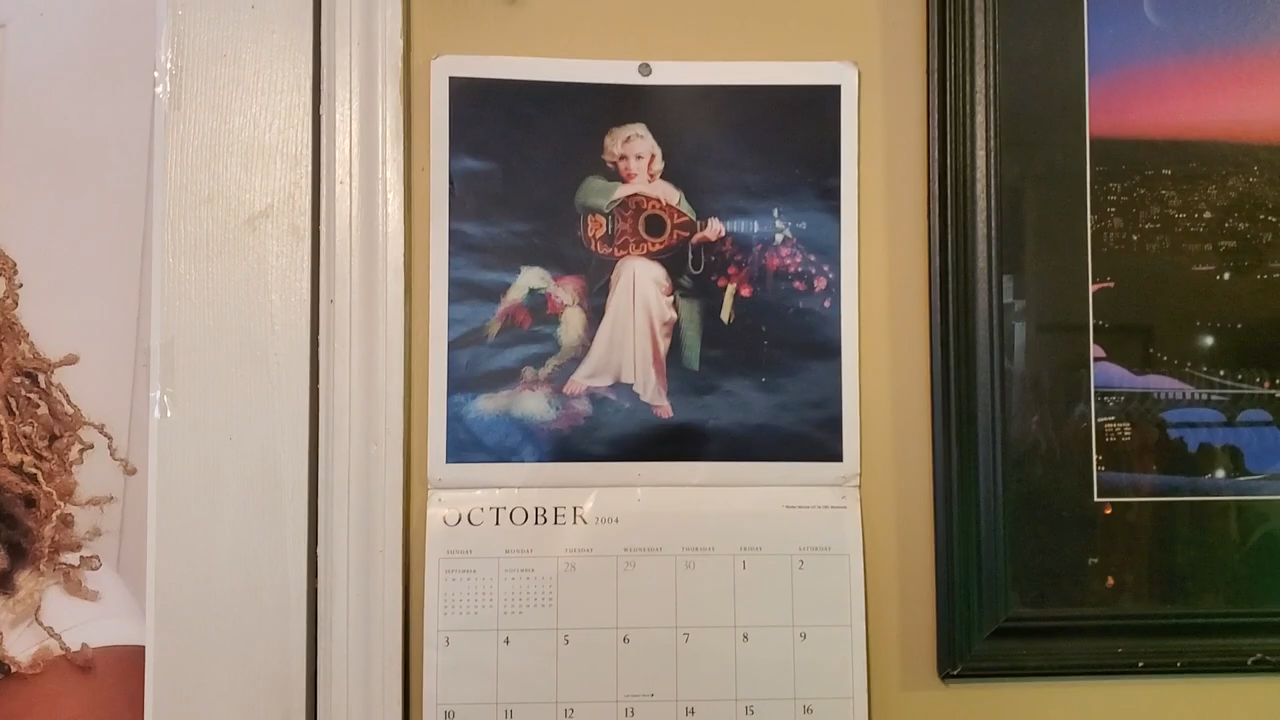 OCTOBER 2004
SUNDAY MONDAY TUESDAY WEDNESDAY THURSDAY FRIDAY SATURDAY
SEPTEMBER NOVEMBER 28 29 30 1 2
3 4 5 6 7 8 9
10 11 12 13 14 15 16